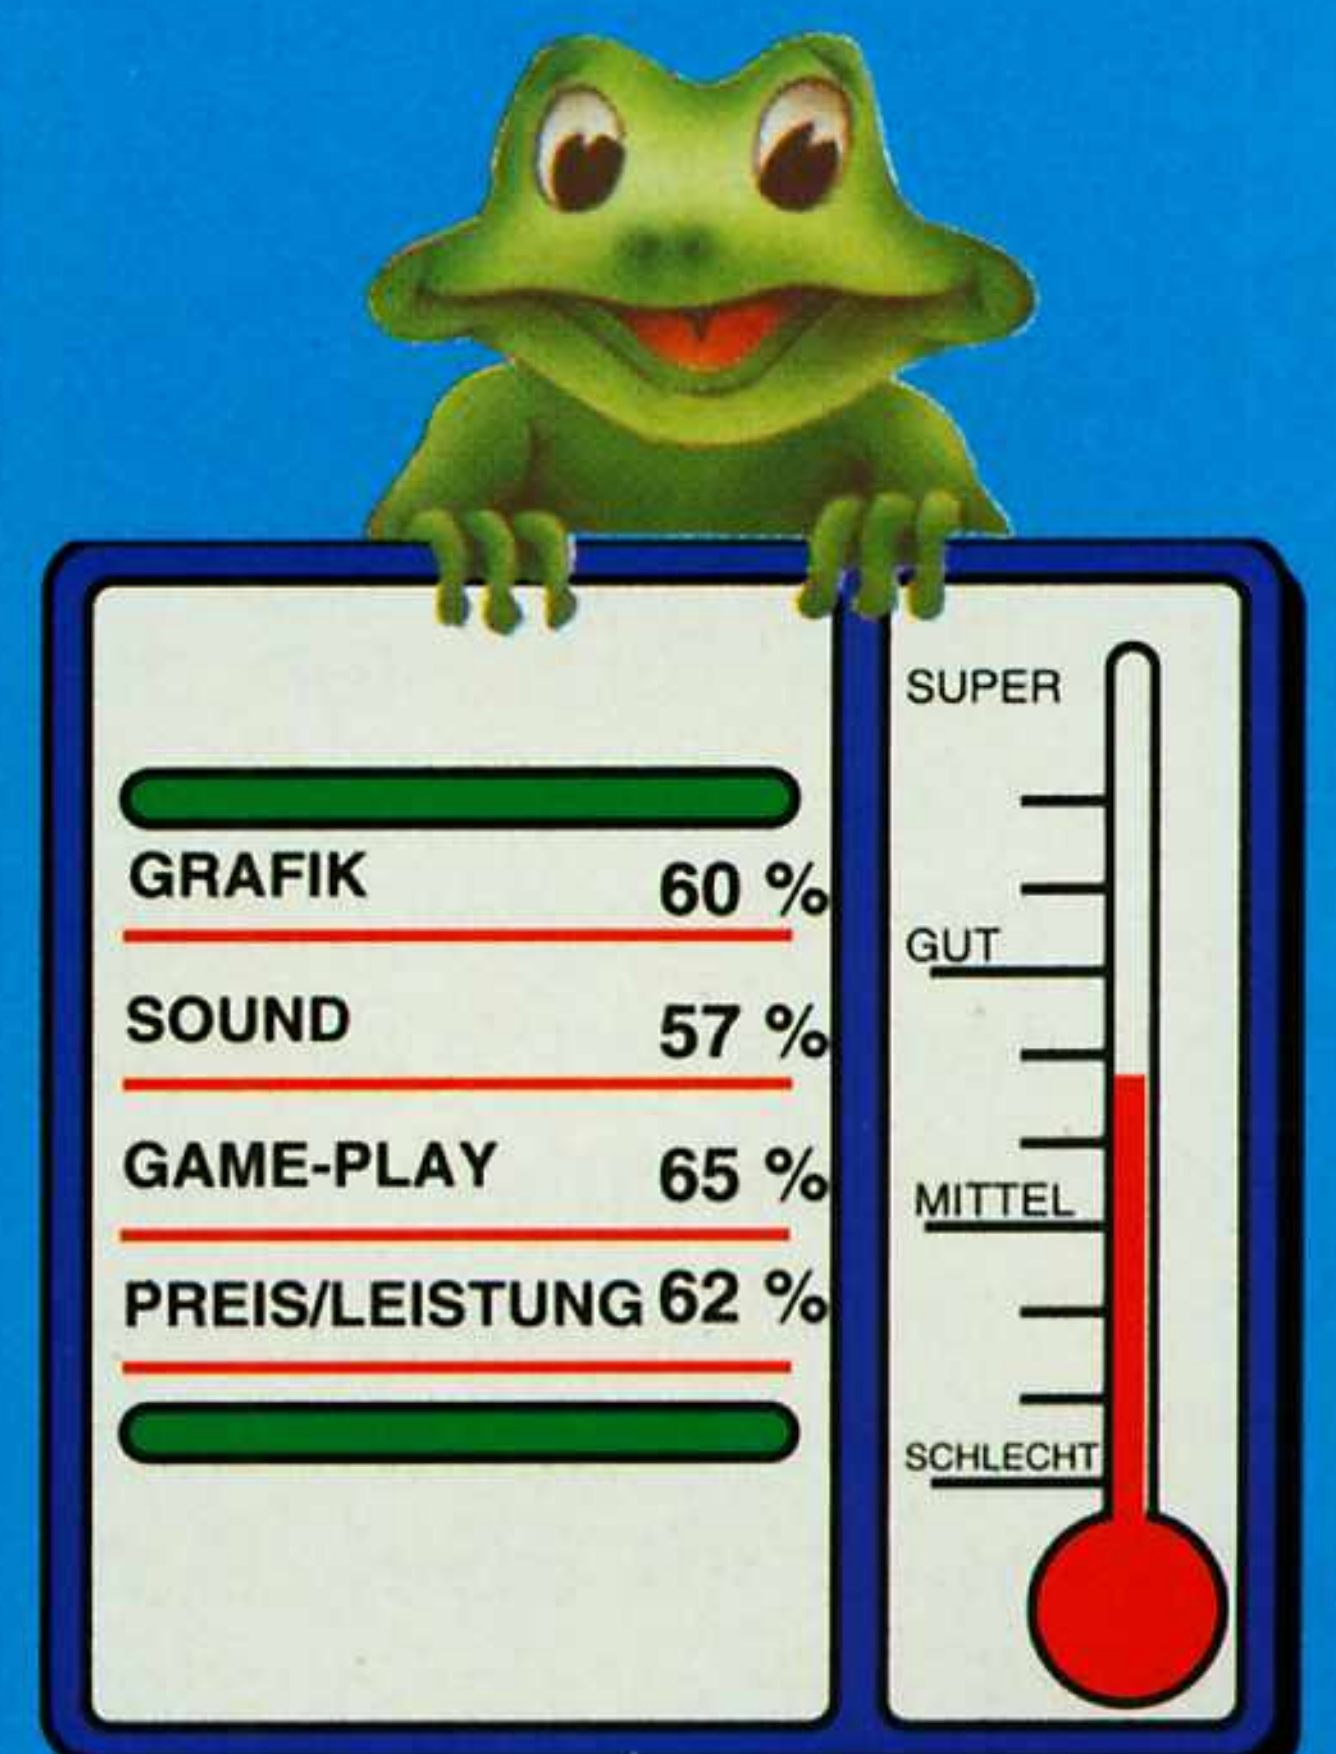 GRAFIK 60 %
SOUND 57 %
GAME-PLAY 65 %
PREIS/LEISTUNG 62 %
SUPER
GUT
MITTEL
SCHLECHT